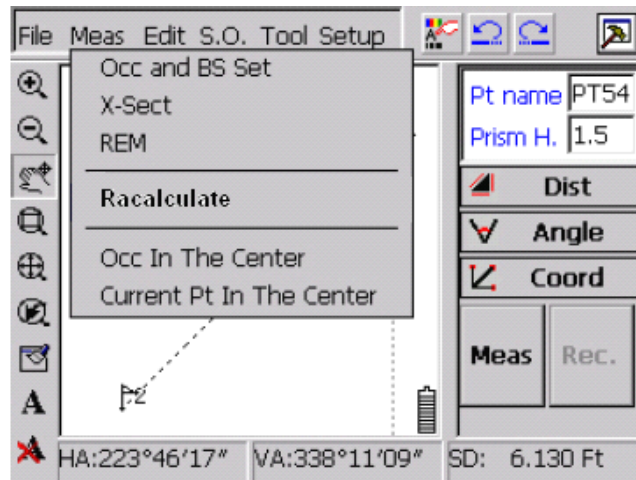 File Meas Edit S.O. Tool Setup
Occ and BS Set
X-Sect
REM
Racalculate
Occ In The Center
Current Pt In The Center
Pt name PT54
Prism H. 1.5
Dist
Angle
Coord
Meas Rec.
2
A
HA:223°46'17" VA:338°11'09" SD: 6.130 Ft